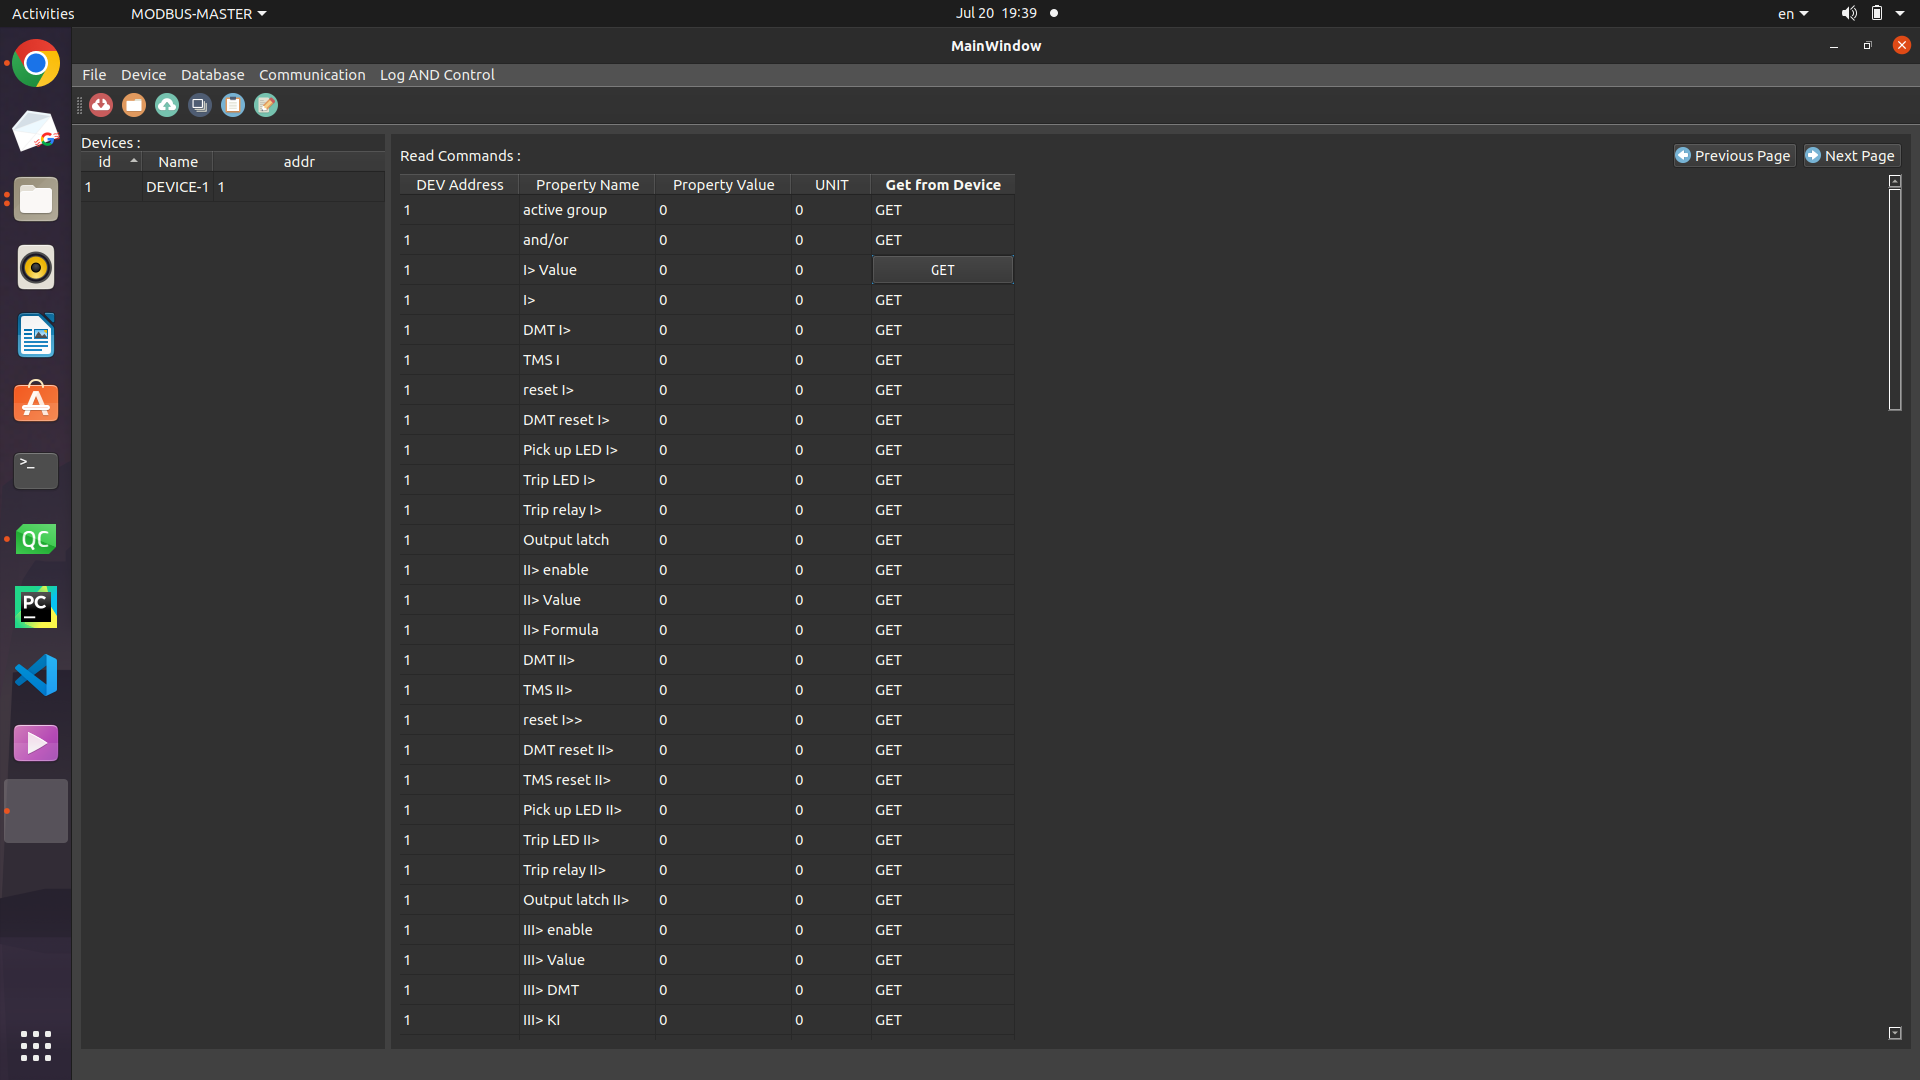 Activities MODBUS-MASTER Jul 20 19:39 en
MainWindow
File Device Database Communication Log AND Control
Devices :
id Name addr
1 DEVICE-1 1
Read Commands : Previous Page Next Page
DEV Address Property Name Property Value UNIT Get from Device
1 active group 0 0 GET
1 and/or 0 0 GET
1 I> Value 0 0 GET
1 I> 0 0 GET
1 DMT I> 0 0 GET
1 TMS I 0 0 GET
1 reset I> 0 0 GET
1 DMT reset I> 0 0 GET
1 Pick up LED I> 0 0 GET
1 Trip LED I> 0 0 GET
1 Trip relay I> 0 0 GET
1 Output latch 0 0 GET
1 II> enable 0 0 GET
1 II> Value 0 0 GET
1 II> Formula 0 0 GET
1 DMT II> 0 0 GET
1 TMS II> 0 0 GET
1 reset I>> 0 0 GET
1 DMT reset II> 0 0 GET
1 TMS reset II> 0 0 GET
1 Pick up LED II> 0 0 GET
1 Trip LED II> 0 0 GET
1 Trip relay II> 0 0 GET
1 Output latch II> 0 0 GET
1 III> enable 0 0 GET
1 III> Value 0 0 GET
1 III> DMT 0 0 GET
1 III> KI 0 0 GET
>_
QC
PC